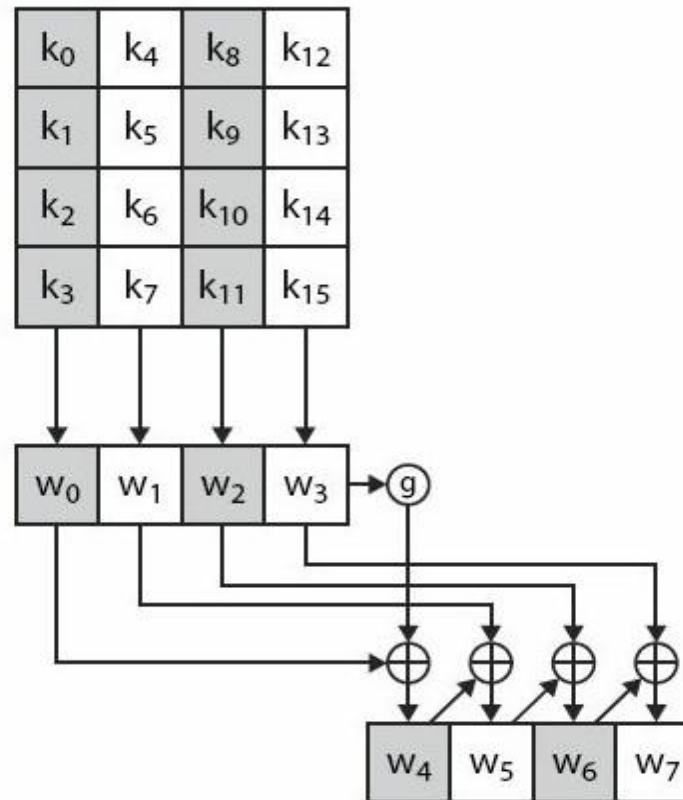 k₀ k₄ k₈ k₁₂
k₁ k₅ k₉ k₁₃
k₂ k₆ k₁₀ k₁₄
k₃ k₇ k₁₁ k₁₅
w₀ w₁ w₂ w₃ g
w₄ w₅ w₆ w₇